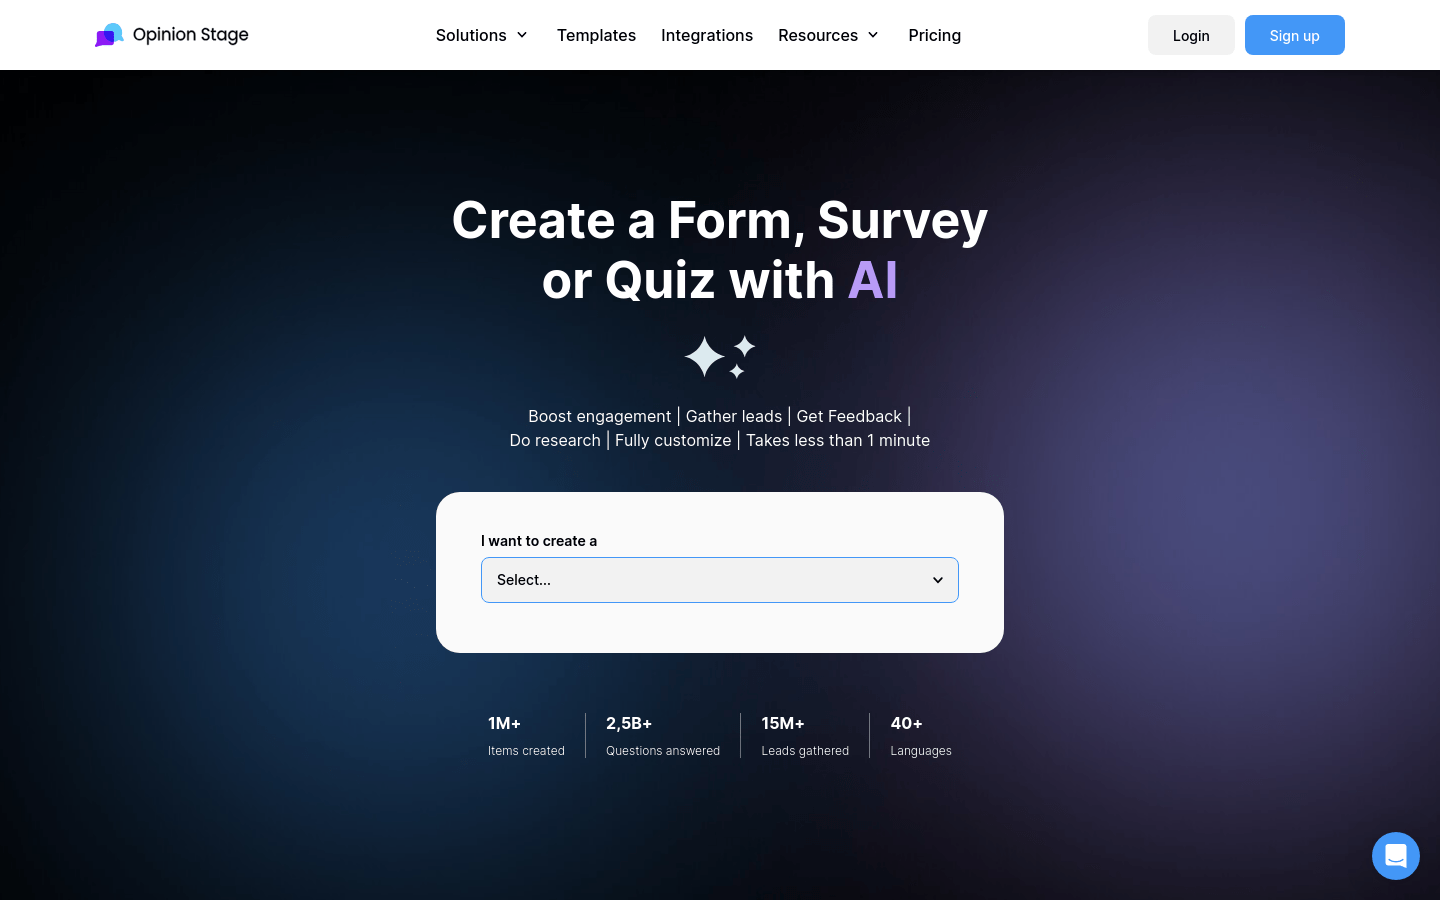 Opinion Stage
Solutions
Templates
Integrations
Resources
Pricing
Login
Sign up
Create a Form, Survey
or Quiz with AI
Boost engagement | Gather leads | Get Feedback |
Do research | Fully customize | Takes less than 1 minute
I want to create a
Select...
1M+
Items created
2,5B+
Questions answered
15M+
Leads gathered
40+
Languages